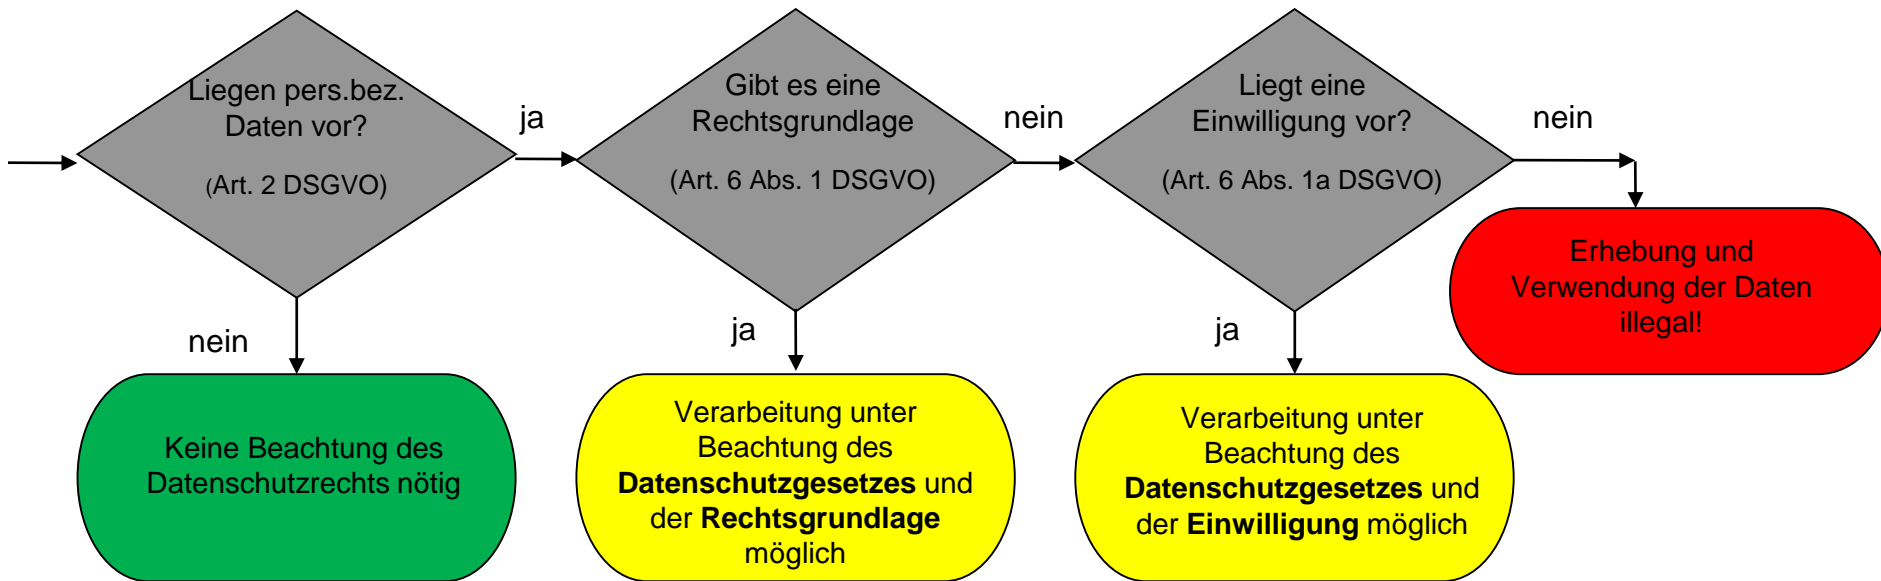 Liegen pers.bez.
Daten vor?
(Art. 2 DSGVO)
ja
Gibt es eine
Rechtsgrundlage
(Art. 6 Abs. 1 DSGVO)
nein
Liegt eine
Einwilligung vor?
(Art. 6 Abs. 1a DSGVO)
nein
Erhebung und
Verwendung der Daten
illegal!
nein
Keine Beachtung des
Datenschutzrechts nötig
ja
Verarbeitung unter
Beachtung des
Datenschutzgesetzes und
der Rechtsgrundlage
möglich
ja
Verarbeitung unter
Beachtung des
Datenschutzgesetzes und
der Einwilligung möglich